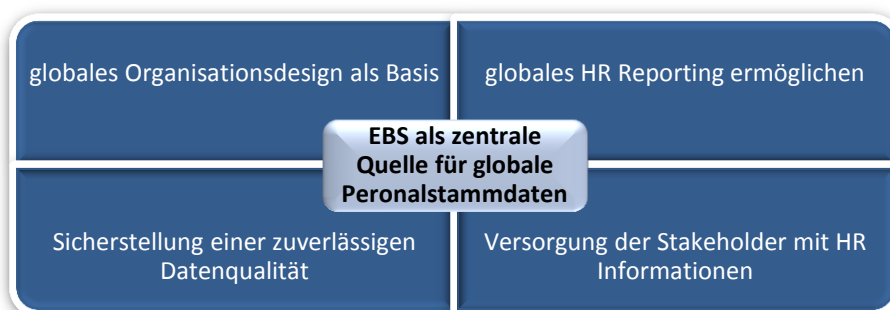 globales Organisationsdesign als Basis
globales HR Reporting ermöglichen
EBS als zentrale
Quelle für globale
Peronalstammdaten
Sicherstellung einer zuverlässigen
Datenqualität
Versorgung der Stakeholder mit HR
Informationen